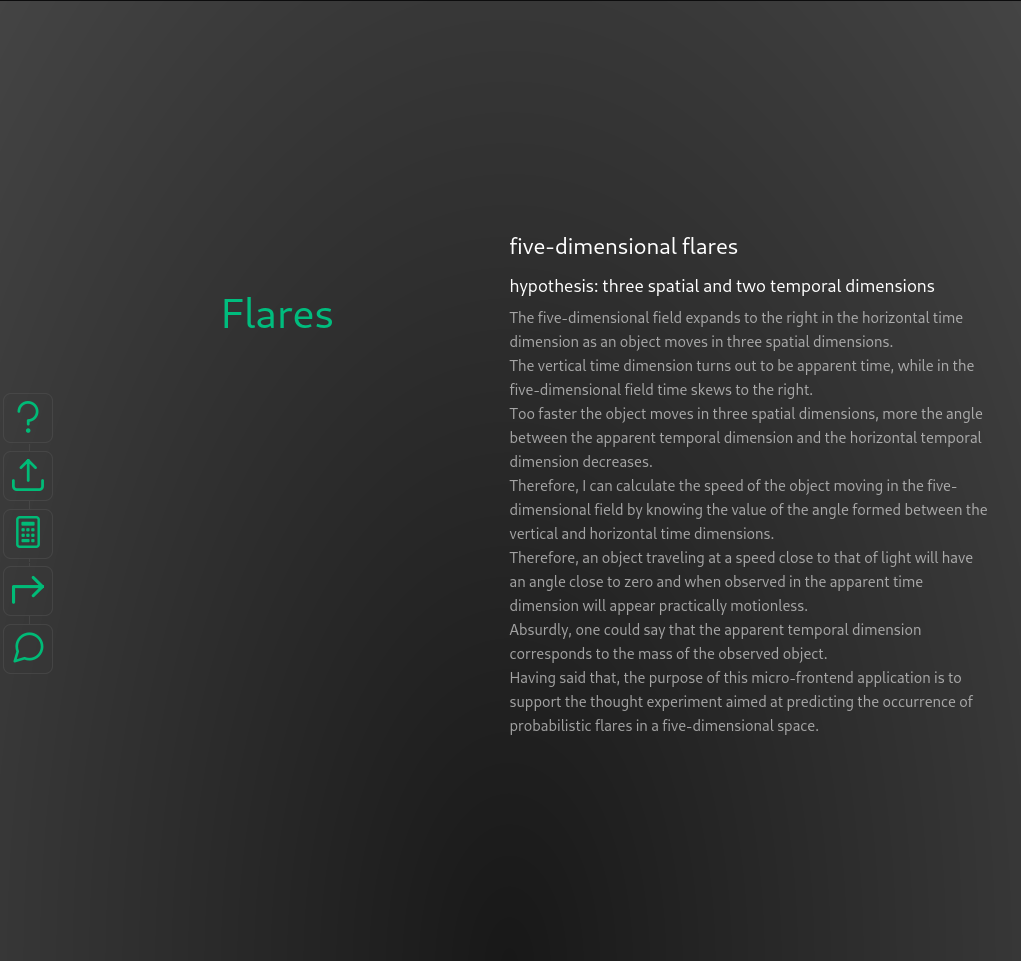 five-dimensional flares
hypothesis: three spatial and two temporal dimensions
Flares
The five-dimensional field expands to the right in the horizontal time
dimension as an object moves in three spatial dimensions.
The vertical time dimension turns out to be apparent time, while in the
five-dimensional field time skews to the right.
Too faster the object moves in three spatial dimensions, more the angle
between the apparent temporal dimension and the horizontal temporal
dimension decreases.
Therefore, I can calculate the speed of the object moving in the five-
dimensional field by knowing the value of the angle formed between the
vertical and horizontal time dimensions.
Therefore, an object traveling at a speed close to that of light will have
an angle close to zero and when observed in the apparent time
dimension will appear practically motionless.
Absurdly, one could say that the apparent temporal dimension
corresponds to the mass of the observed object.
Having said that, the purpose of this micro-frontend application is to
support the thought experiment aimed at predicting the occurrence of
probabilistic flares in a five-dimensional space.